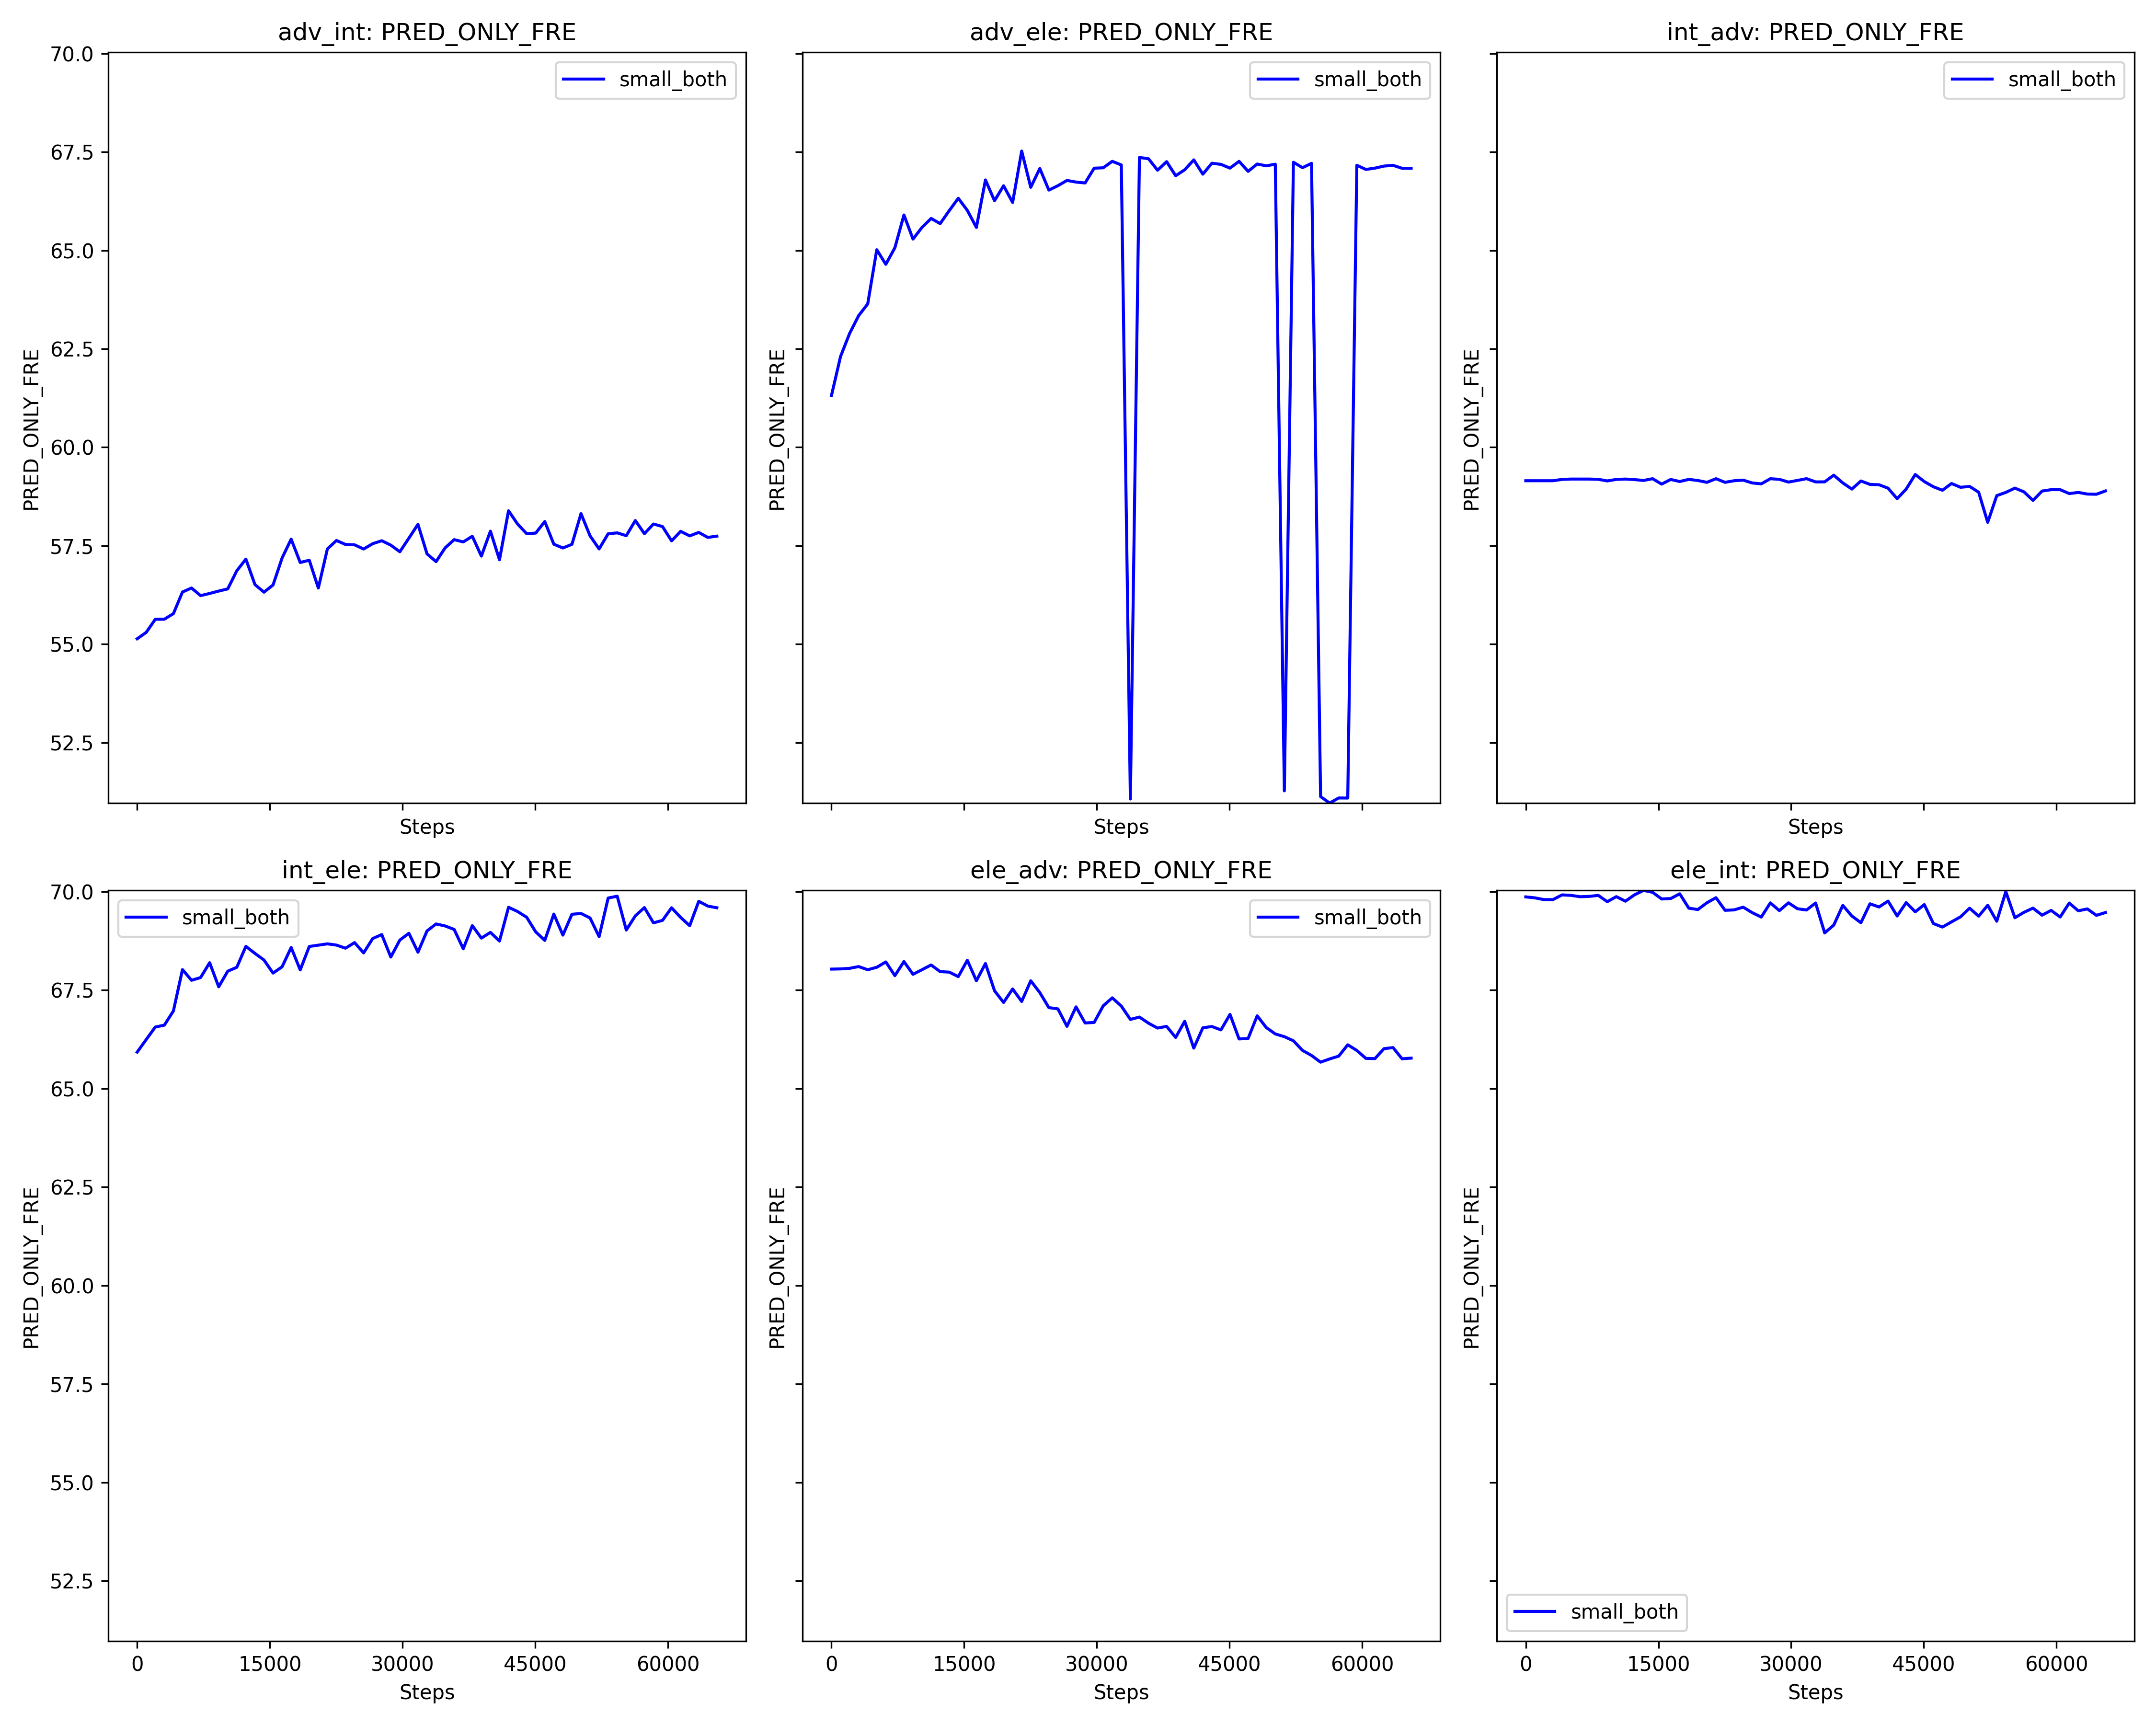 adv_int: PRED_ONLY_FRE
adv_ele: PRED_ONLY_FRE
int_adv: PRED_ONLY_FRE
70.0
67.5
65.0
62.5
60.0
57.5
55.0
52.5
PRED_ONLY_FRE
PRED_ONLY_FRE
PRED_ONLY_FRE
small_both
small_both
small_both
Steps
Steps
Steps
int_ele: PRED_ONLY_FRE
ele_adv: PRED_ONLY_FRE
ele_int: PRED_ONLY_FRE
70.0
67.5
65.0
62.5
60.0
57.5
55.0
52.5
PRED_ONLY_FRE
PRED_ONLY_FRE
PRED_ONLY_FRE
small_both
small_both
small_both
0 15000 30000 45000 60000
0 15000 30000 45000 60000
0 15000 30000 45000 60000
Steps
Steps
Steps